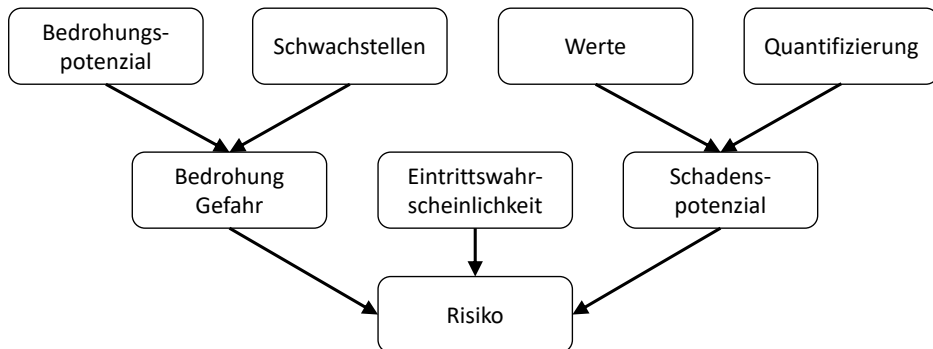 Bedrohungs-
potenzial
Schwachstellen
Werte
Quantifizierung
Bedrohung
Gefahr
Eintrittswahr-
scheinlichkeit
Schadens-
potenzial
Risiko